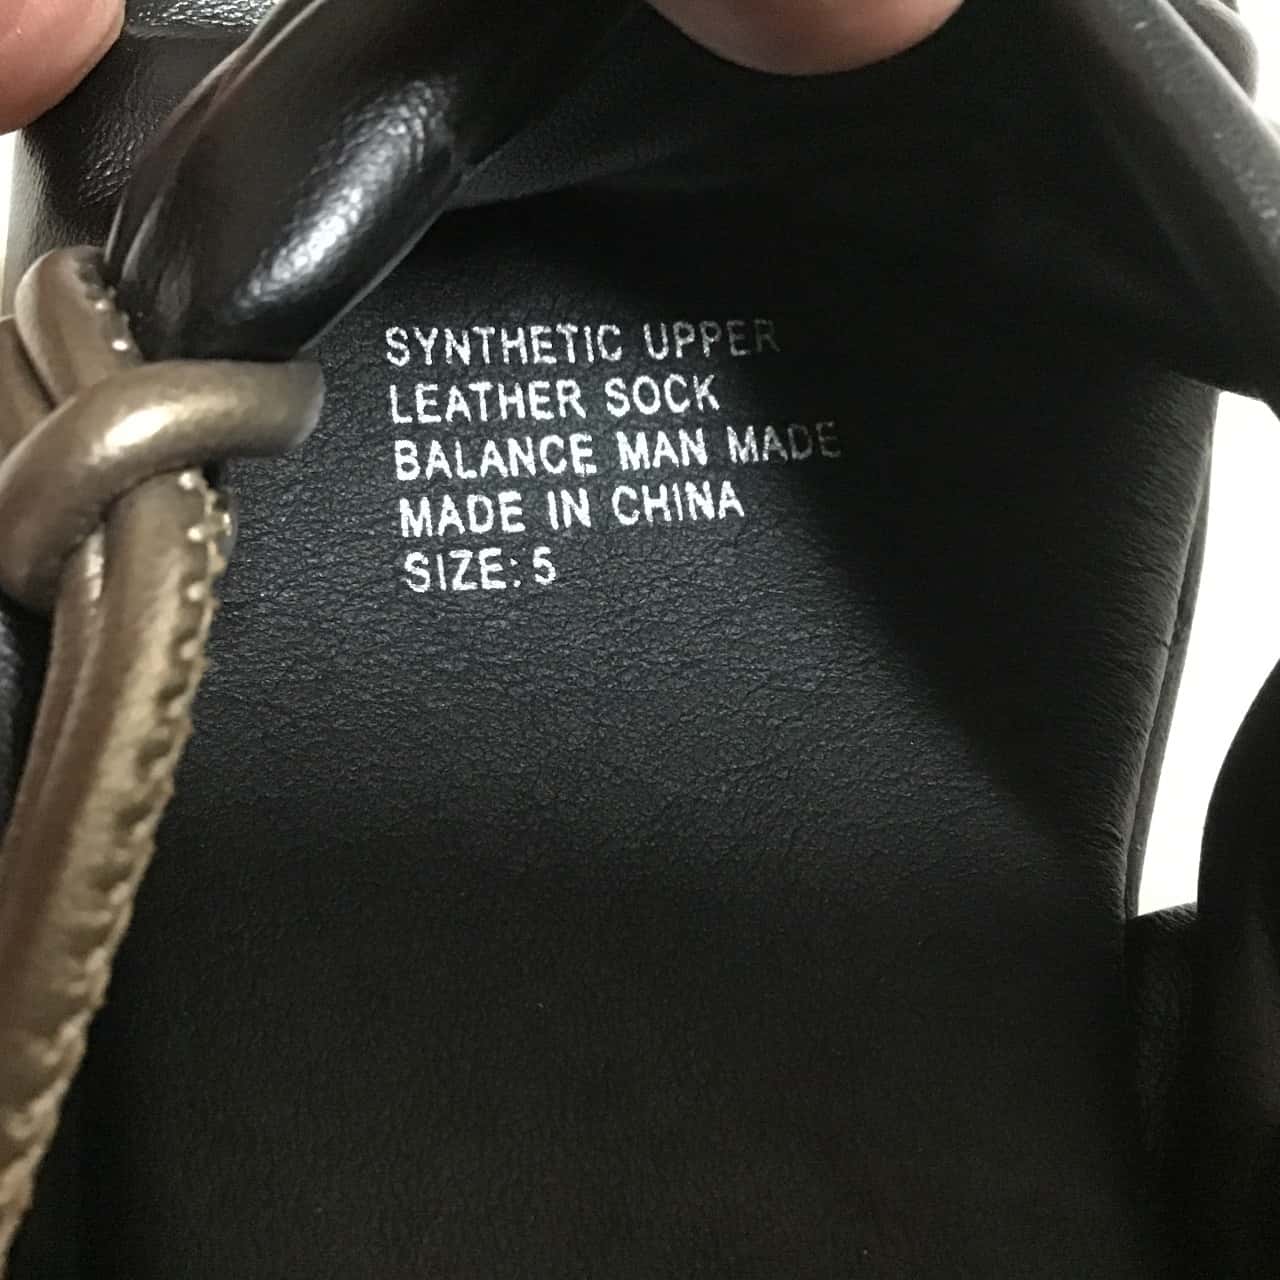 SYNTHETIC UPPER
LEATHER SOCK
BALANCE MAN MADE
MADE IN CHINA
SIZE: 5